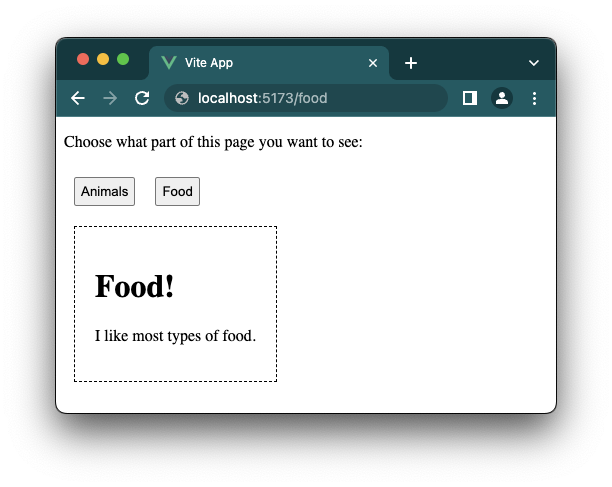 Vite App
localhost:5173/food
Choose what part of this page you want to see:
Animals Food
Food!
I like most types of food.